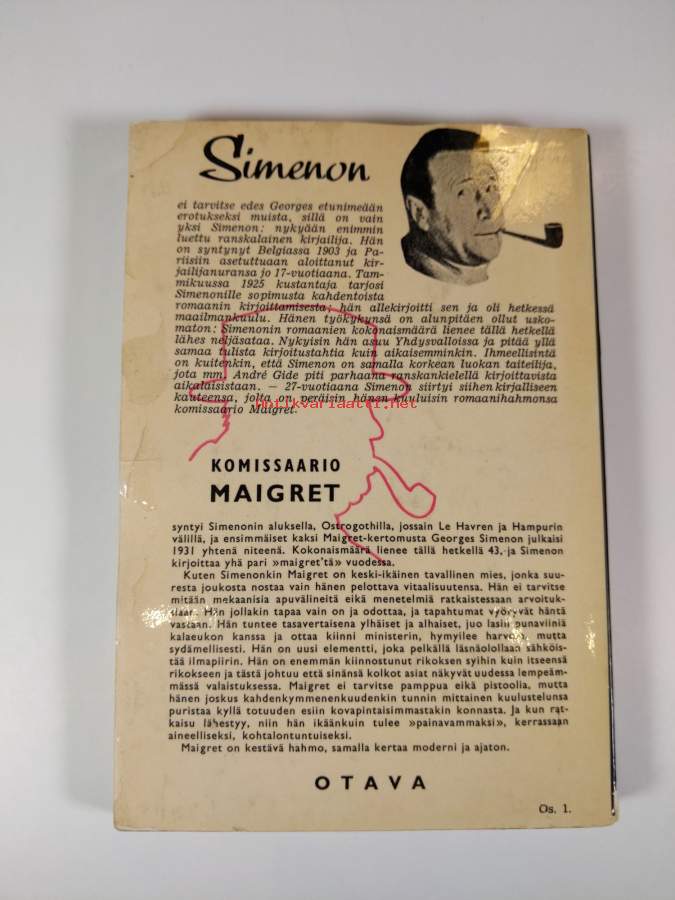 Simenon
ei tarvitse edes Georges etunimeään
erotukseksi muista, sillä on vain
yksi Simenon: nykyään enimmin
luettu ranskalainen kirjailija. Hän
on syntynyt Belgiassa 1903 ja Pa-
riisiin asetuttuaan aloittanut kir-
jailijanuransa jo 17-vuotiaana. Tam-
mikuussa 1925 kustantaja tarjosi
Simenonille sopimusta kahdentoista
romaanin kirjoittamisesta; hän allekirjoitti sen ja oli hetkessä
maailmankuulu. Hänen työkykynsä on alunpitäen ollut usko-
maton: Simenonin romaanien kokonaismäärä lienee tällä hetkellä
lähes neljäsataa. Nykyisin hän asuu Yhdysvalloissa ja pitää yllä
samaa tulista kirjoitustahtia kuin aikaisemminkin. Ihmeellisintä
on kuitenkin, että Simenon on samalla korkean luokan taiteilija,
jota mm. André Gide piti parhaana ranskankielellä kirjoittavista
aikalaisistaan. — 27-vuotiaana Simenon siirtyi siihen kirjalliseen
kauteensa, jolta on peräisin hänen kuuluisin romaanihahmonsa
antikvariaatti.net
komissaario Maigret.
KOMISSAARIO
MAIGRET
syntyi Simenonin aluksella, Ostrogothilla, jossain Le Havren ja Hampurin
välillä, ja ensimmäiset kaksi Maigret-kertomusta Georges Simenon julkaisi
1931 yhtenä niteenä. Kokonaismäärä lienee tällä hetkellä 43, ja Simenon
kirjoittaa yhä pari »maigret'tä» vuodessa.
Kuten Simenonkin Maigret on keski-ikäinen tavallinen mies, jonka suu-
resta joukosta nostaa vain hänen pelottava vitaalisuutensa. Hän ei tarvitse
mitään mekaanisia apuvälineitä eikä menetelmiä ratkaistessaan arvoituk-
siaan. Hän jollakin tapaa vain on ja odottaa, ja tapahtumat vyöryvät häntä
vastaan. Hän tuntee tasavertaisena ylhäiset ja alhaiset, juo lasin punaviiniä
kalaeukon kanssa ja ottaa kiinni ministerin, hymyilee harvoin, mutta
sydämellisesti. Hän on uusi elementti, joka pelkällä läsnäolollaan sähköis-
tää ilmapiirin. Hän on enemmän kiinnostunut rikoksen syihin kuin itseensä
rikokseen ja tästä johtuu että sinänsä kolkot asiat näkyvät uudessa lempeäm-
mässä valaistuksessa. Maigret ei tarvitse pamppua eikä pistoolia, mutta
hänen joskus kahdenkymmenenkuudenkin tunnin mittainen kuulustelunsa
puristaa kyllä totuuden esiin kovapintaisimmastakin konnasta. Ja kun rat-
kaisu lähestyy, niin hän ikäänkuin tulee »painavammaksi», kerrassaan
aineelliseksi, kohtalontuntuiseksi.
Maigret on kestävä hahmo, samalla kertaa moderni ja ajaton.
OTAVA
Os. 1.